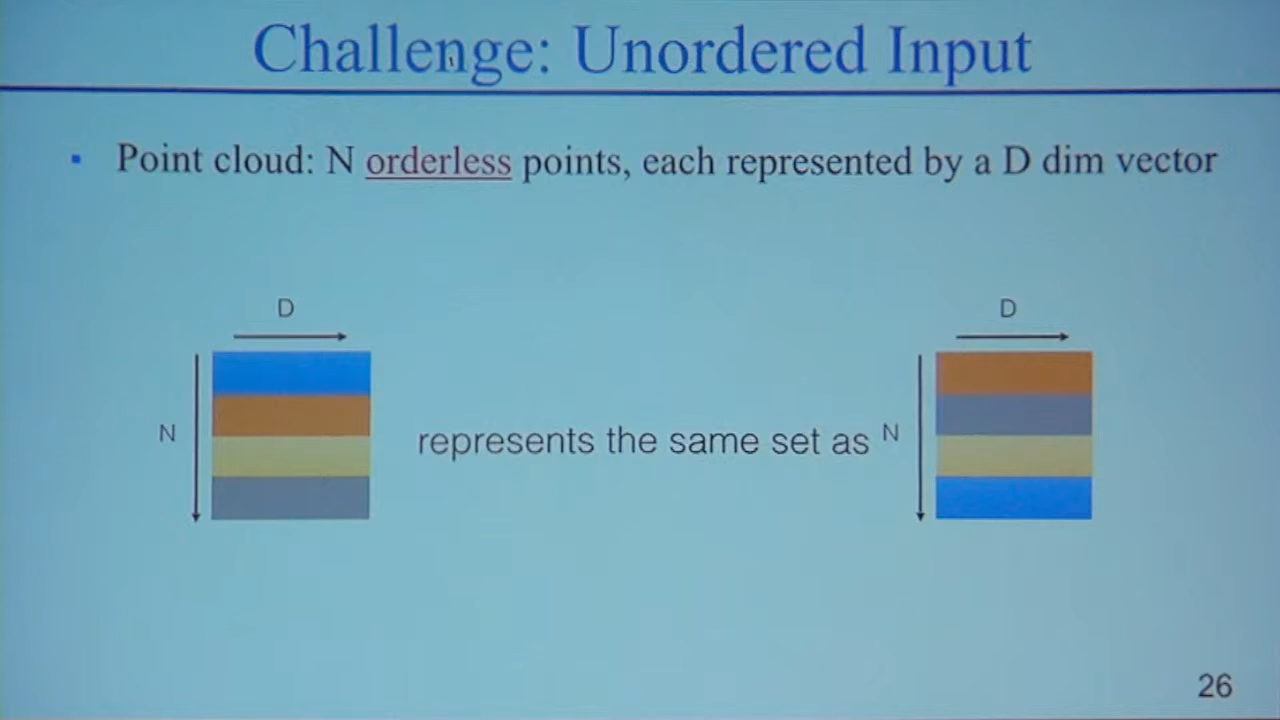 Challenge: Unordered Input
▪ Point cloud: N orderless points, each represented by a D dim vector
D
D
N
represents the same set as
N
26